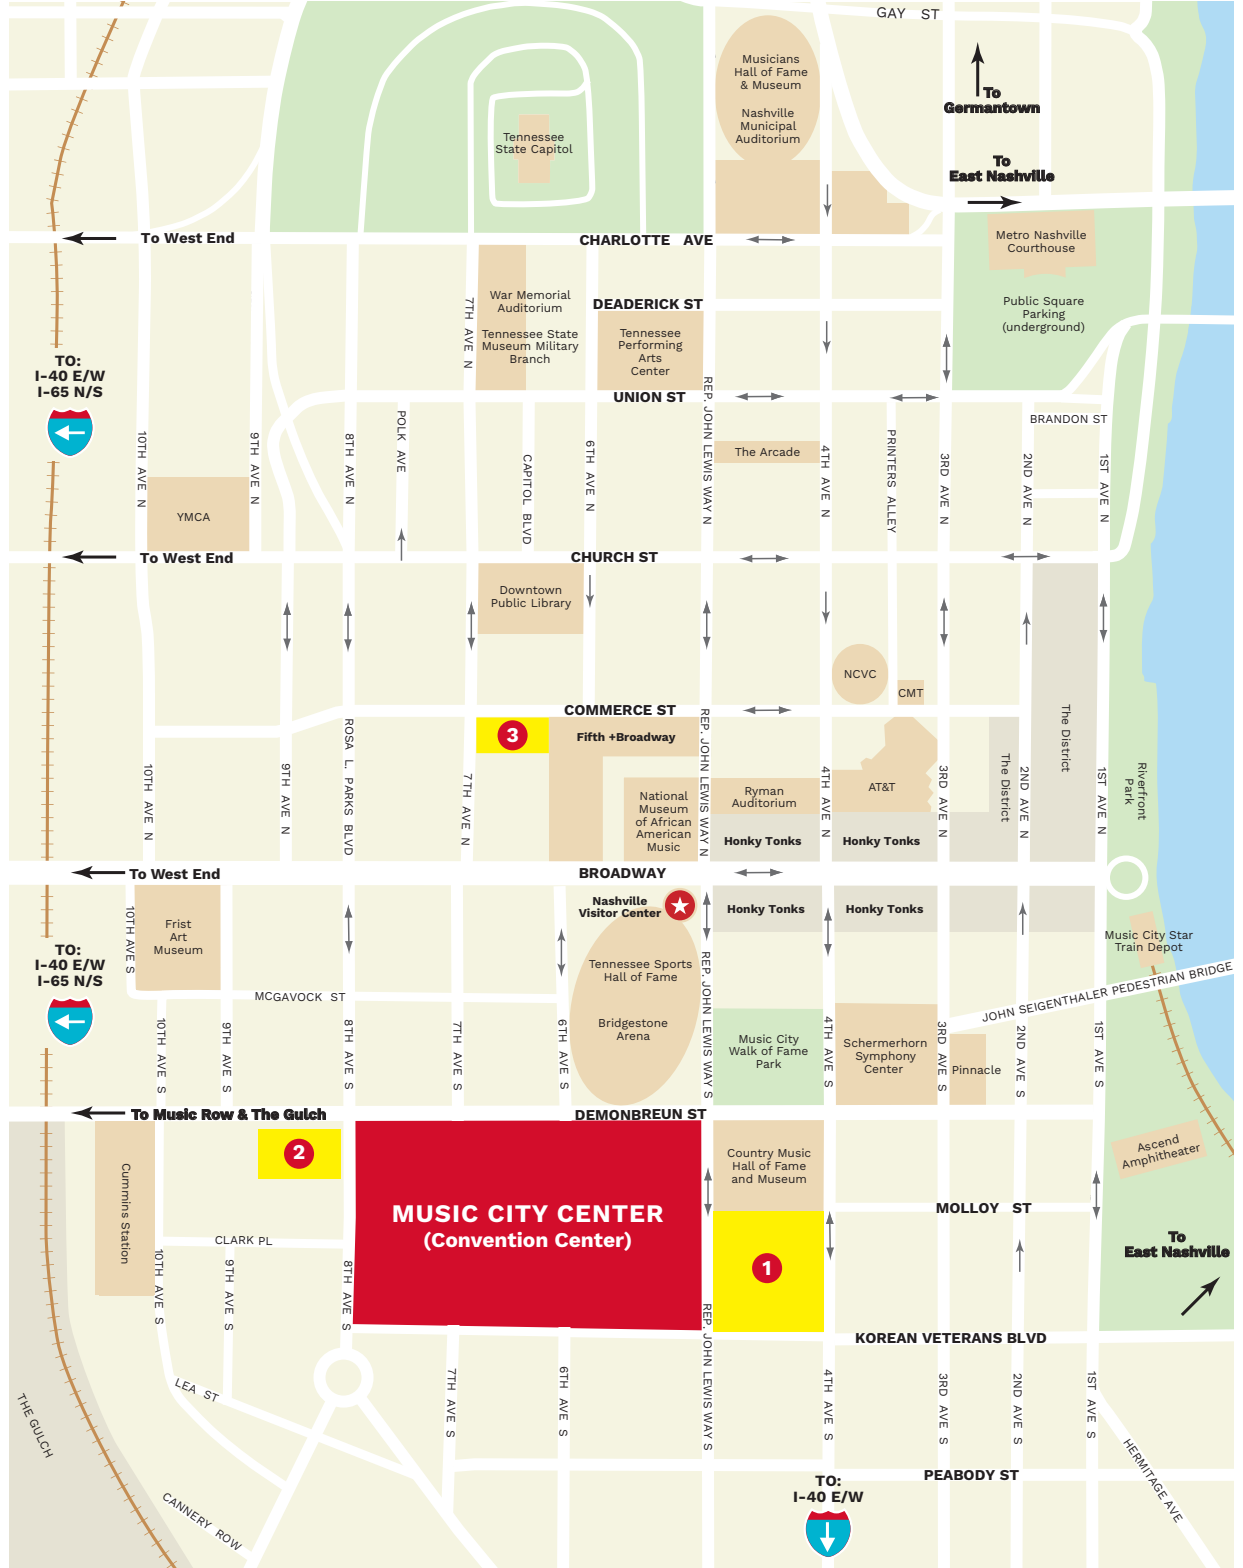 GAY ST
Musicians
Hall of Fame
& Museum
Nashville
Municipal
Auditorium
To
Germantown
Tennessee
State Capitol
To
East Nashville
To West End
CHARLOTTE AVE
Metro Nashville
Courthouse
War Memorial
Auditorium
Tennessee State
Museum Military
Branch
DEADERICK ST
Public Square
Parking
(underground)
7TH AVE N
Tennessee
Performing
Arts
Center
TO:
I-40 E/W
I-65 N/S
UNION ST
REP. JOHN LEWIS WAY N
BRANDON ST
10TH AVE N
9TH AVE N
8TH AVE N
POLK AVE
CAPITOL BLVD
6TH AVE N
The Arcade
4TH AVE N
PRINTERS ALLEY
3RD AVE N
2ND AVE N
1ST AVE N
YMCA
To West End
CHURCH ST
Downtown
Public Library
NCVC
CMT
COMMERCE ST
3
Fifth +Broadway
The District
The District
Riverfront
Park
10TH AVE N
9TH AVE N
ROSA L. PARKS BLVD
7TH AVE N
REP. JOHN LEWIS WAY N
4TH AVE N
3RD AVE N
2ND AVE N
1ST AVE N
National
Museum
of African
American
Music
Ryman
Auditorium
AT&T
Honky Tonks
Honky Tonks
To West End
BROADWAY
Nashville
Visitor Center
Honky Tonks
Honky Tonks
10TH AVE S
Frist
Art
Museum
Music City Star
Train Depot
TO:
I-40 E/W
I-65 N/S
Tennessee Sports
Hall of Fame
Bridgestone
Arena
JOHN SEIGENTHALER PEDESTRIAN BRIDGE
MCGAVOCK ST
10TH AVE S
9TH AVE S
8TH AVE S
7TH AVE S
6TH AVE S
REP. JOHN LEWIS WAY S
Music City
Walk of Fame
Park
4TH AVE S
Schermerhorn
Symphony
Center
3RD AVE S
Pinnacle
2ND AVE S
1ST AVE S
To Music Row & The Gulch
DEMONBREUN ST
2
Cummins Station
Country Music
Hall of Fame
and Museum
Ascend
Amphitheater
MUSIC CITY CENTER
(Convention Center)
MOLLOY ST
CLARK PL
1
To
East Nashville
10TH AVE S
9TH AVE S
8TH AVE S
REP. JOHN LEWIS WAY S
KOREAN VETERANS BLVD
LEA ST
7TH AVE S
6TH AVE S
4TH AVE S
3RD AVE S
2ND AVE S
1ST AVE S
THE GULCH
HERMITAGE AVE
PEABODY ST
CANNERY ROW
TO:
I-40 E/W